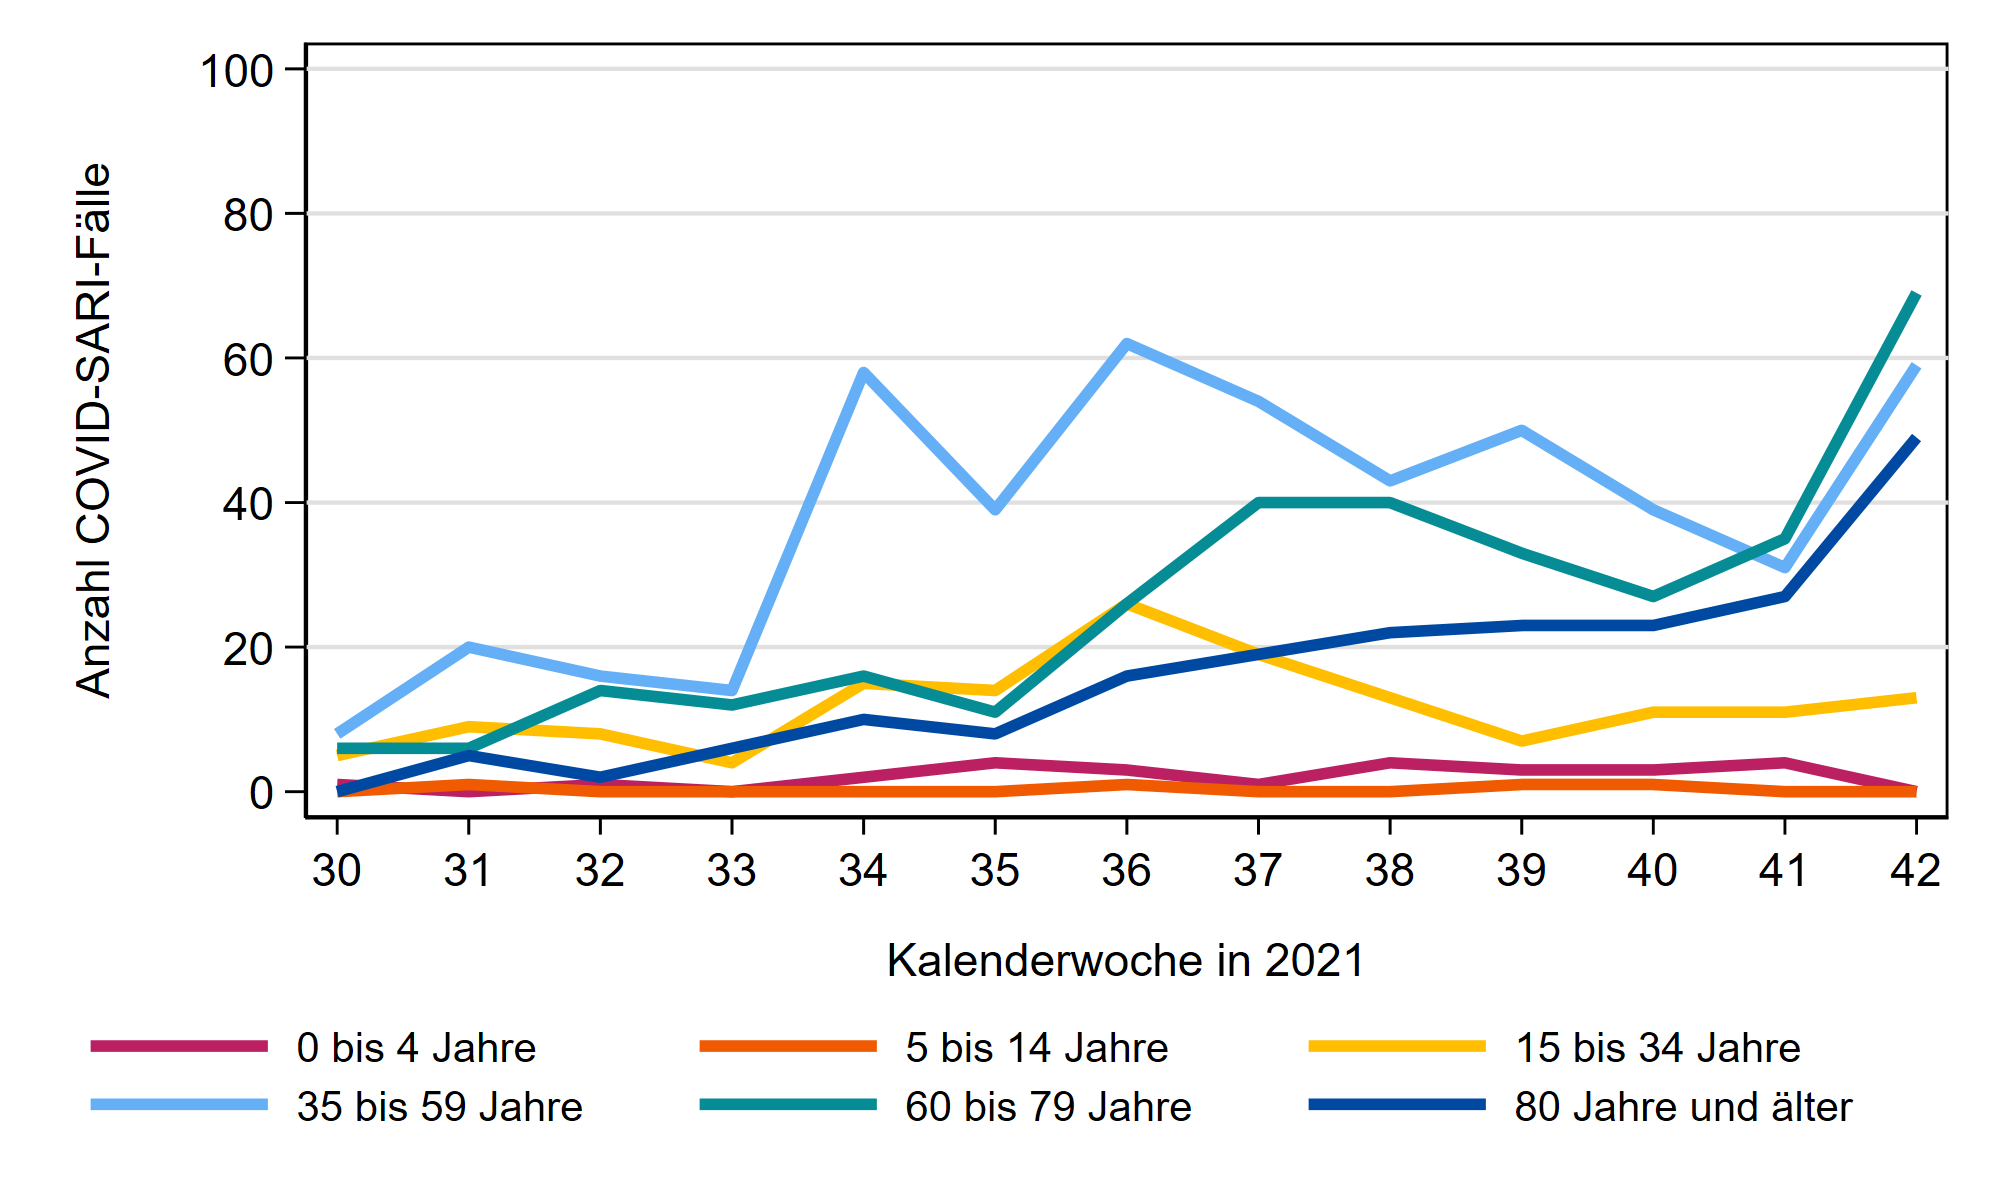 Anzahl COVID-SARI-Fälle
100
80
60
40
20
0
30 31 32 33 34 35 36 37 38 39 40 41 42
Kalenderwoche in 2021
0 bis 4 Jahre 5 bis 14 Jahre 15 bis 34 Jahre
35 bis 59 Jahre 60 bis 79 Jahre 80 Jahre und älter